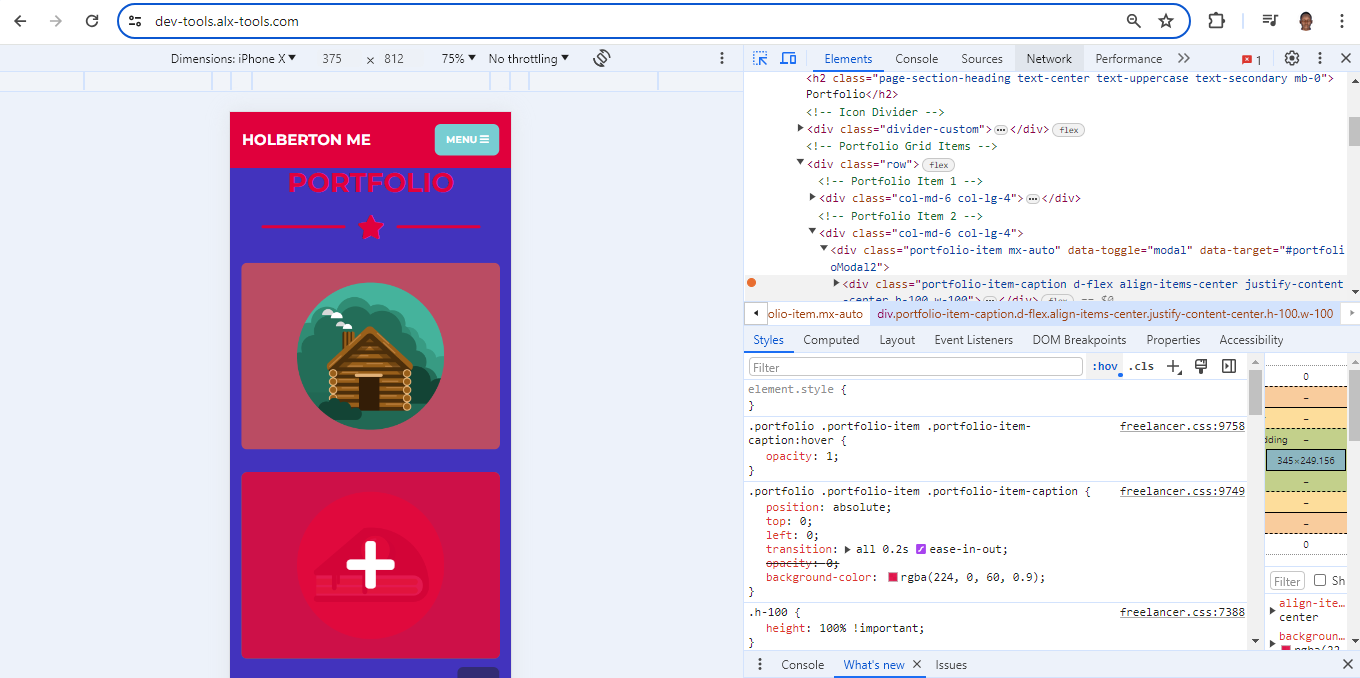 dev-tools.alx-tools.com
Dimensions: iPhone X ▼ 375 × 812 75% ▼ No throttling ▼
Elements Console Sources Network Performance 1
HOLBERTON ME
MENU
PORTFOLIO
<h2 class="page-section-heading text-center text-uppercase text-secondary mb-0">
Portfolio</h2>
<!-- Icon Divider -->
▶<div class="divider-custom">…</div> flex
<!-- Portfolio Grid Items -->
▼<div class="row"> flex
<!-- Portfolio Item 1 -->
▶<div class="col-md-6 col-lg-4">…</div>
<!-- Portfolio Item 2 -->
▼<div class="col-md-6 col-lg-4">
▼<div class="portfolio-item mx-auto" data-toggle="modal" data-target="#portfoli
oModal2">
▶<div class="portfolio-item-caption d-flex align-items-center justify-content
-center h-100 w-100">…</div> flex == $0
olio-item.mx-auto div.portfolio-item-caption.d-flex.align-items-center.justify-content-center.h-100.w-100
Styles Computed Layout Event Listeners DOM Breakpoints Properties Accessibility
Filter :hov .cls
element.style {
}
.portfolio .portfolio-item .portfolio-item- freelancer.css:9758
caption:hover {
opacity: 1;
}
.portfolio .portfolio-item .portfolio-item-caption { freelancer.css:9749
position: absolute;
top: 0;
left: 0;
transition: ▶ all 0.2s ease-in-out;
opacity: 0;
background-color: rgba(224, 0, 60, 0.9);
}
.h-100 { freelancer.css:7388
height: 100% !important;
}
0
–
–
dding –
345×249.156
–
–
–
0
Filter Sh
▶ align-ite…
center
▶ backgroun…
Console What's new Issues